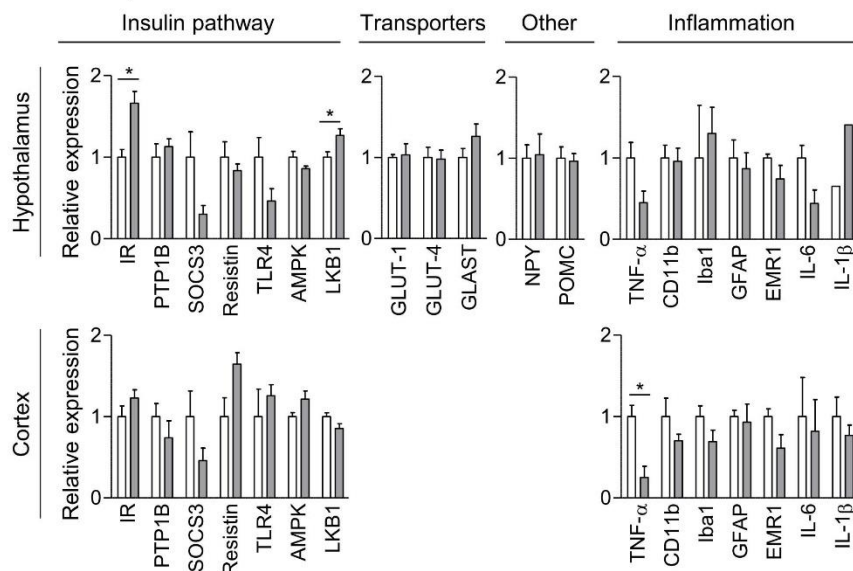 Insulin pathway
Transporters
Other
Inflammation
Hypothalamus
Relative expression
2
1
0
*
*
IR
PTP1B
SOCS3
Resistin
TLR4
AMPK
LKB1
2
1
0
GLUT-1
GLUT-4
GLAST
2
1
0
NPY
POMC
2
1
0
TNF-α
CD11b
Iba1
GFAP
EMR1
IL-6
IL-1β
Cortex
Relative expression
2
1
0
IR
PTP1B
SOCS3
Resistin
TLR4
AMPK
LKB1
2
1
0
*
TNF-α
CD11b
Iba1
GFAP
EMR1
IL-6
IL-1β